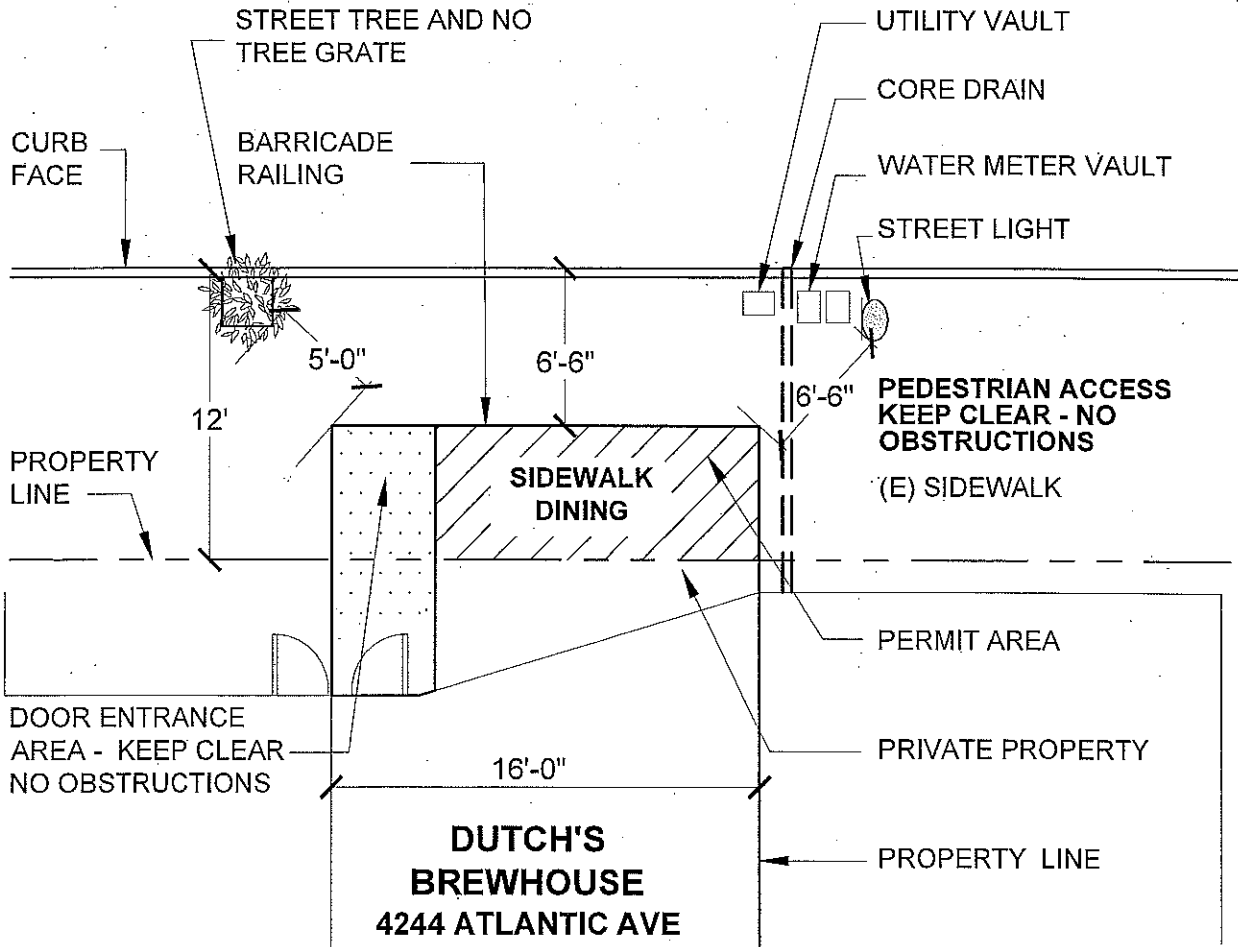 STREET TREE AND NO
TREE GRATE
UTILITY VAULT
CORE DRAIN
CURB
FACE
BARRICADE
RAILING
WATER METER VAULT
STREET LIGHT
5'-0"
6'-6"
12'
6'-6"
PEDESTRIAN ACCESS
KEEP CLEAR - NO
OBSTRUCTIONS
(E) SIDEWALK
PROPERTY
LINE
SIDEWALK
DINING
PERMIT AREA
DOOR ENTRANCE
AREA - KEEP CLEAR
NO OBSTRUCTIONS
PRIVATE PROPERTY
16'-0"
DUTCH'S
BREWHOUSE
4244 ATLANTIC AVE
PROPERTY LINE